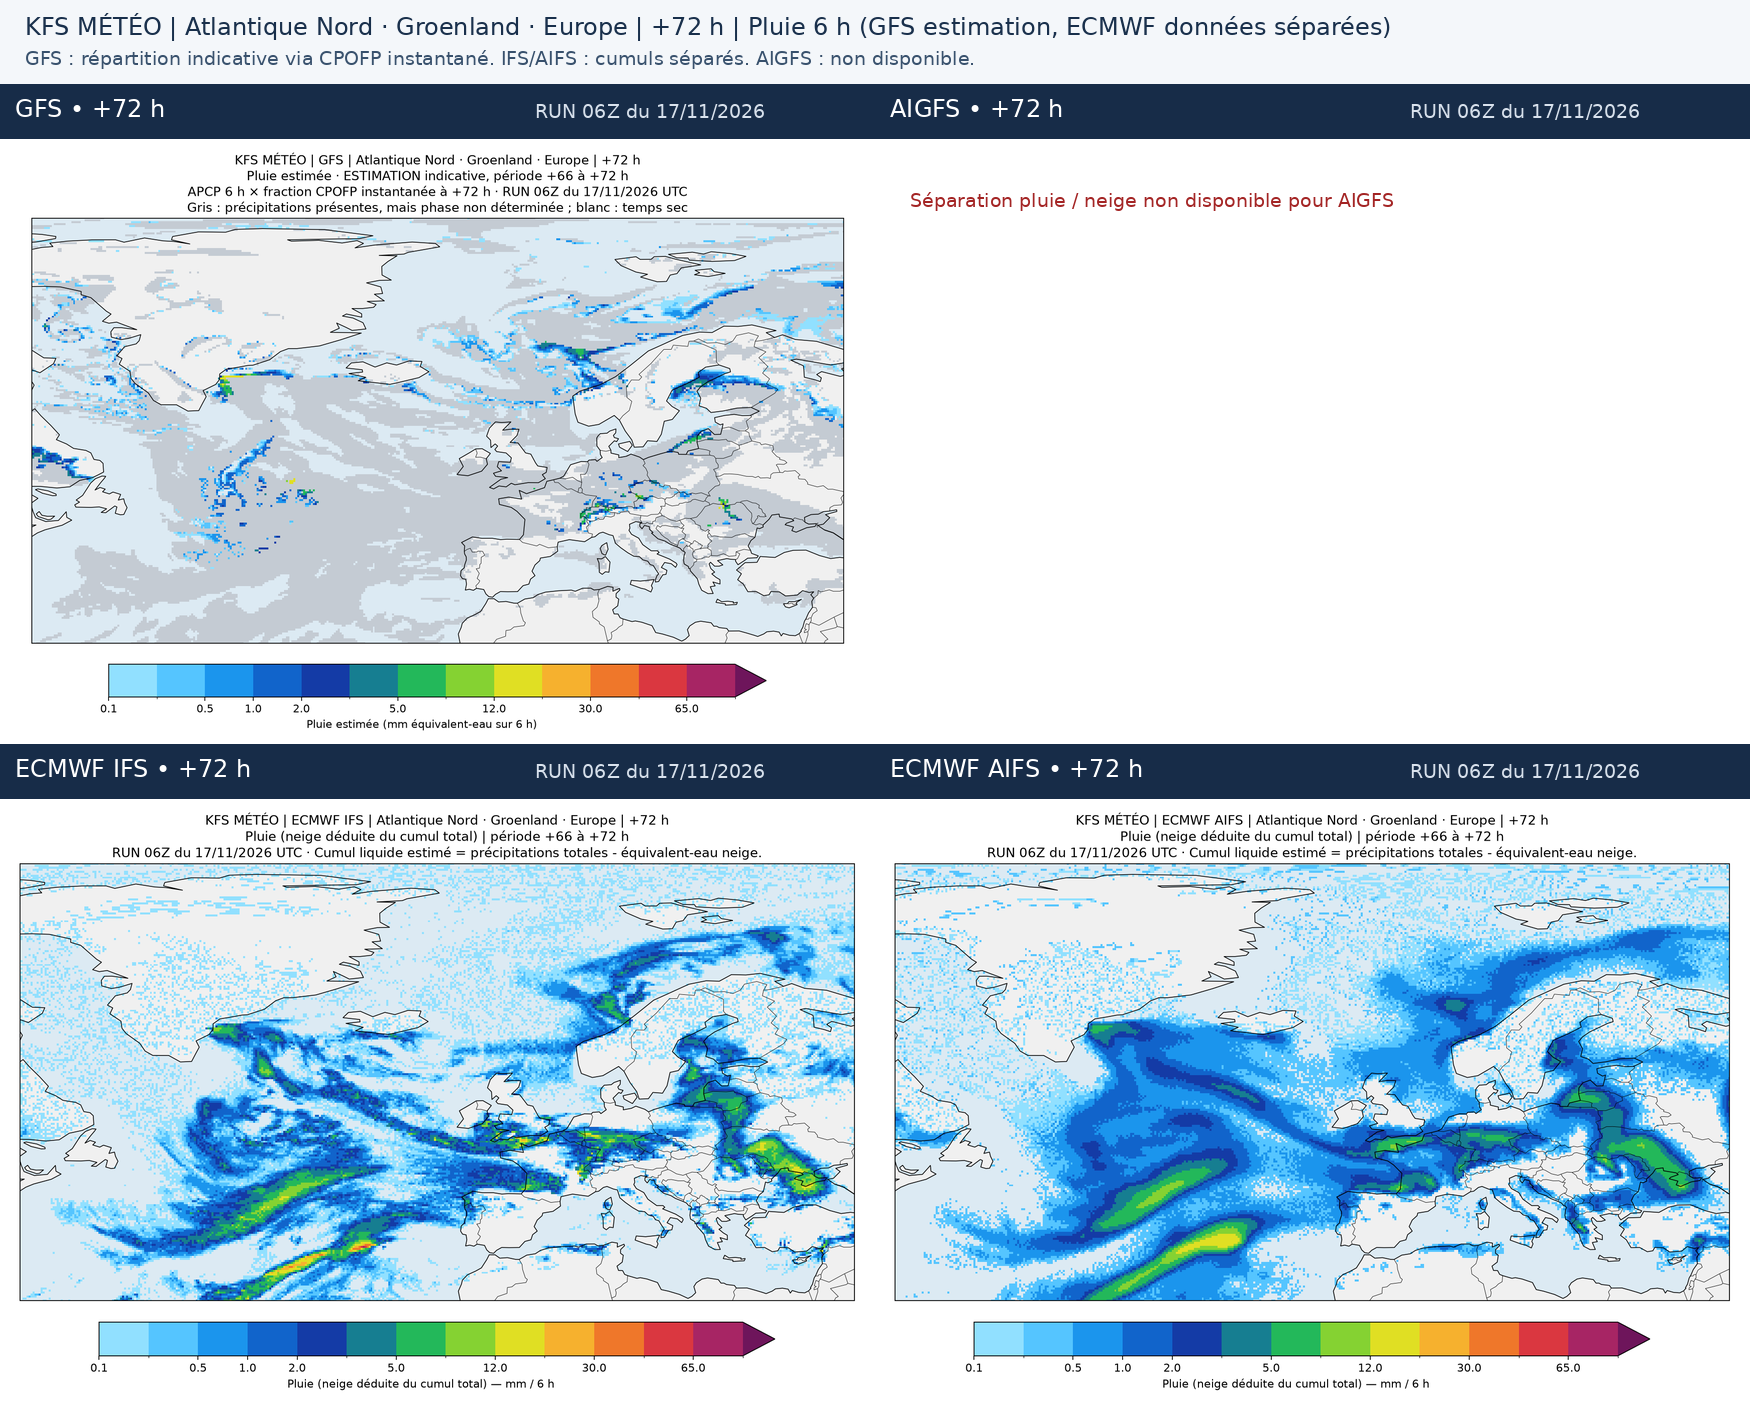 KFS MÉTÉO | Atlantique Nord · Groenland · Europe | +72 h | Pluie 6 h (GFS estimation, ECMWF données séparées)
GFS : répartition indicative via CPOFP instantané. IFS/AIFS : cumuls séparés. AIGFS : non disponible.
GFS • +72 h
RUN 06Z du 17/11/2026
AIGFS • +72 h
RUN 06Z du 17/11/2026
KFS MÉTÉO | GFS | Atlantique Nord · Groenland · Europe | +72 h
Pluie estimée · ESTIMATION indicative, période +66 à +72 h
APCP 6 h × fraction CPOFP instantanée à +72 h · RUN 06Z du 17/11/2026 UTC
Gris : précipitations présentes, mais phase non déterminée ; blanc : temps sec
Séparation pluie / neige non disponible pour AIGFS
0.1 0.5 1.0 2.0 5.0 12.0 30.0 65.0
Pluie estimée (mm équivalent-eau sur 6 h)
ECMWF IFS • +72 h
RUN 06Z du 17/11/2026
ECMWF AIFS • +72 h
RUN 06Z du 17/11/2026
KFS MÉTÉO | ECMWF IFS | Atlantique Nord · Groenland · Europe | +72 h
Pluie (neige déduite du cumul total) | période +66 à +72 h
RUN 06Z du 17/11/2026 UTC · Cumul liquide estimé = précipitations totales - équivalent-eau neige.
0.1 0.5 1.0 2.0 5.0 12.0 30.0 65.0
Pluie (neige déduite du cumul total) — mm / 6 h
KFS MÉTÉO | ECMWF AIFS | Atlantique Nord · Groenland · Europe | +72 h
Pluie (neige déduite du cumul total) | période +66 à +72 h
RUN 06Z du 17/11/2026 UTC · Cumul liquide estimé = précipitations totales - équivalent-eau neige.
0.1 0.5 1.0 2.0 5.0 12.0 30.0 65.0
Pluie (neige déduite du cumul total) — mm / 6 h